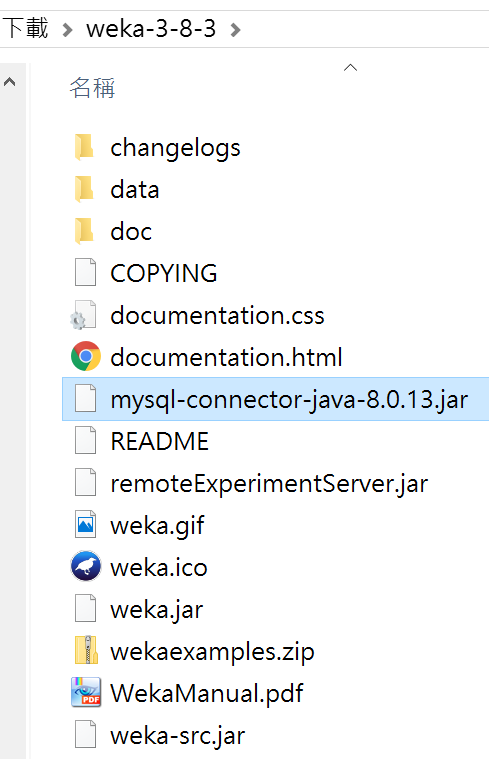 下載 > weka-3-8-3 >
名稱
changelogs
data
doc
COPYING
documentation.css
documentation.html
mysql-connector-java-8.0.13.jar
README
remoteExperimentServer.jar
weka.gif
weka.ico
weka.jar
wekaexamples.zip
WekaManual.pdf
weka-src.jar